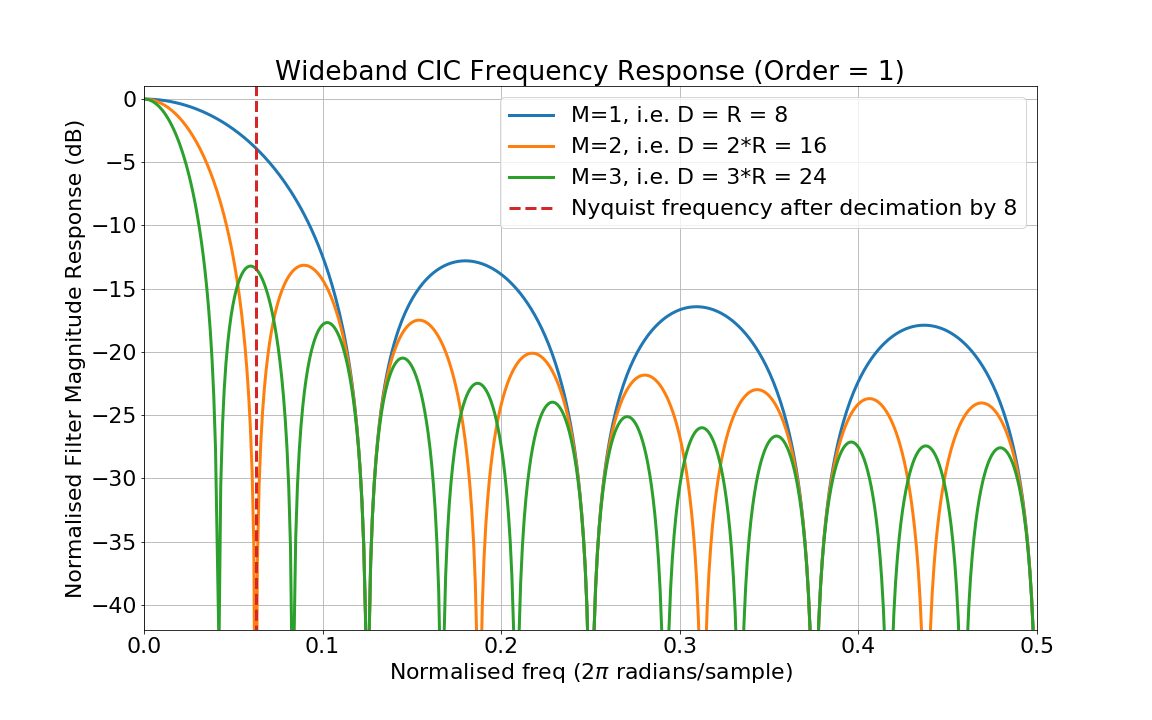 Wideband CIC Frequency Response (Order = 1)
Normalised Filter Magnitude Response (dB)
0
−5
−10
−15
−20
−25
−30
−35
−40
M=1, i.e. D = R = 8
M=2, i.e. D = 2*R = 16
M=3, i.e. D = 3*R = 24
Nyquist frequency after decimation by 8
0.0 0.1 0.2 0.3 0.4 0.5
Normalised freq (2π radians/sample)